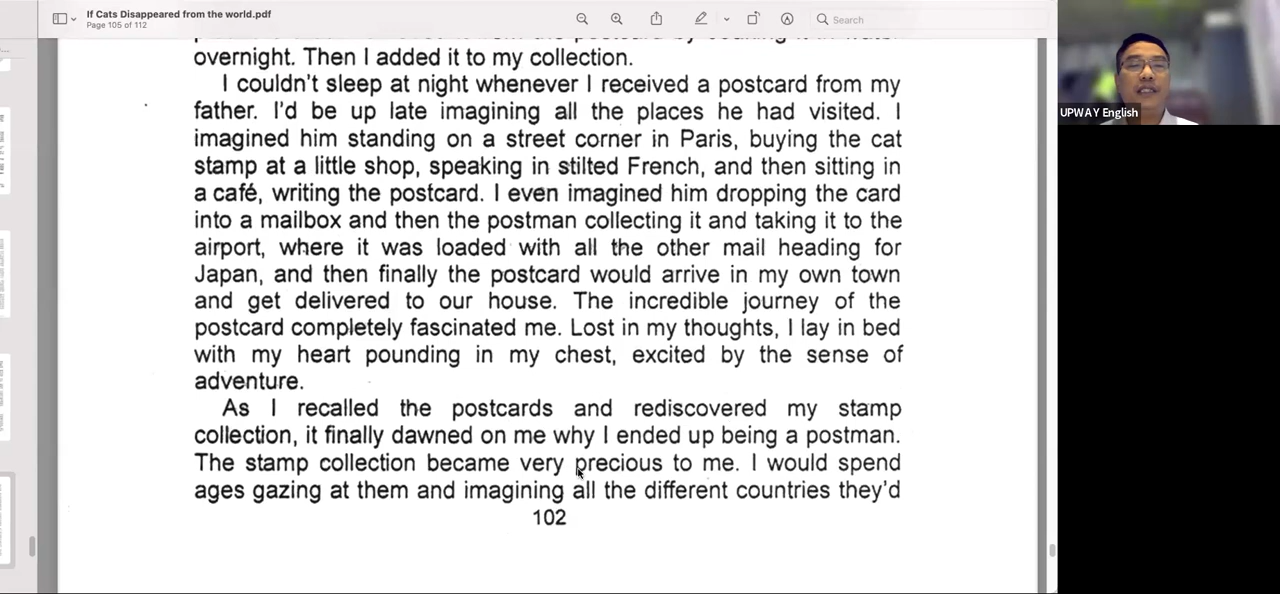 If Cats Disappeared from the world.pdf
Page 105 of 112
Search
UPWAY English
overnight. Then I added it to my collection.
I couldn't sleep at night whenever I received a postcard from my
father. I'd be up late imagining all the places he had visited. I
imagined him standing on a street corner in Paris, buying the cat
stamp at a little shop, speaking in stilted French, and then sitting in
a café, writing the postcard. I even imagined him dropping the card
into a mailbox and then the postman collecting it and taking it to the
airport, where it was loaded with all the other mail heading for
Japan, and then finally the postcard would arrive in my own town
and get delivered to our house. The incredible journey of the
postcard completely fascinated me. Lost in my thoughts, I lay in bed
with my heart pounding in my chest, excited by the sense of
adventure.
As I recalled the postcards and rediscovered my stamp
collection, it finally dawned on me why I ended up being a postman.
The stamp collection became very precious to me. I would spend
ages gazing at them and imagining all the different countries they'd
102